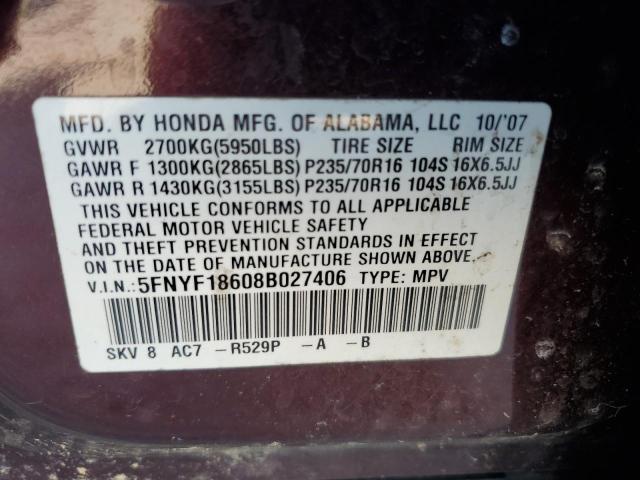 MFD. BY HONDA MFG. OF ALABAMA, LLC 10/'07
GVWR 2700KG(5950LBS) TIRE SIZE RIM SIZE
GAWR F 1300KG(2865LBS) P235/70R16 104S 16X6.5JJ
GAWR R 1430KG(3155LBS) P235/70R16 104S 16X6.5JJ
THIS VEHICLE CONFORMS TO ALL APPLICABLE
FEDERAL MOTOR VEHICLE SAFETY
AND THEFT PREVENTION STANDARDS IN EFFECT
ON THE DATE OF MANUFACTURE SHOWN ABOVE.
V.I.N.: 5FNYF18608B027406 TYPE: MPV
SKV 8 AC7 -R529P -A -B